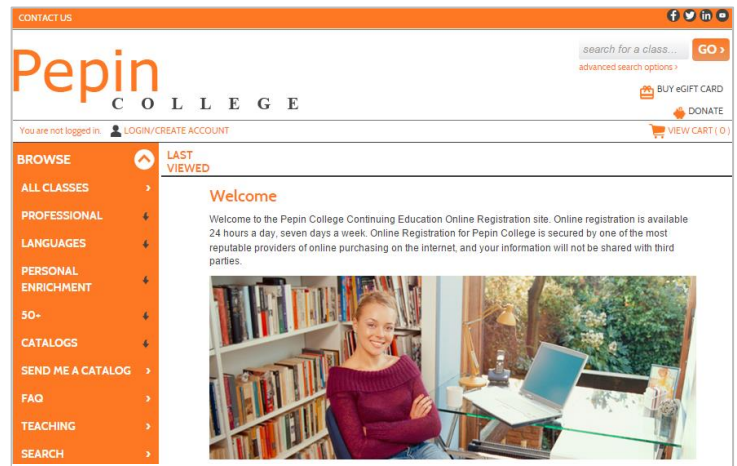 CONTACT US
search for a class...
GO ›
advanced search options ›
Pepin
COLLEGE
BUY eGIFT CARD
DONATE
You are not logged in.
LOGIN/CREATE ACCOUNT
VIEW CART ( 0 )
BROWSE
ALL CLASSES ›
PROFESSIONAL
LANGUAGES
PERSONAL
ENRICHMENT
50+
CATALOGS
SEND ME A CATALOG ›
FAQ ›
TEACHING ›
SEARCH ›
LAST
VIEWED
Welcome
Welcome to the Pepin College Continuing Education Online Registration site. Online registration is available
24 hours a day, seven days a week. Online Registration for Pepin College is secured by one of the most
reputable providers of online purchasing on the internet, and your information will not be shared with third
parties.